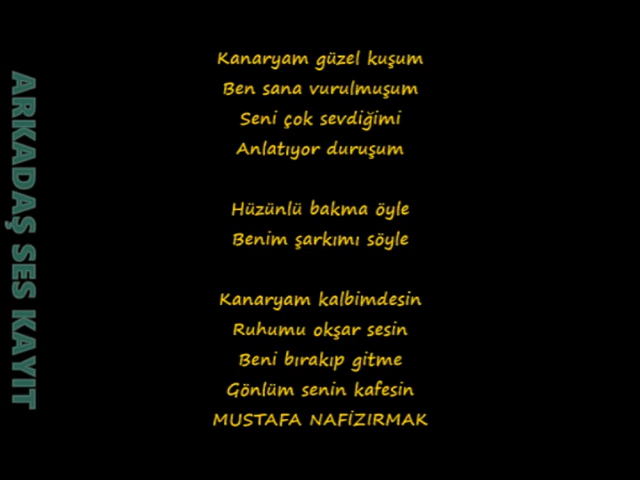 ARKADAŞ SES KAYIT
Kanaryam güzel kuşum
Ben sana vurulmuşum
Seni çok sevdiğimi
Anlatıyor duruşum
Hüzünlü bakma öyle
Benim şarkımı söyle
Kanaryam kalbimdesin
Ruhumu okşar sesin
Beni bırakıp gitme
Gönlüm senin kafesin
MUSTAFA NAFİZIRMAK